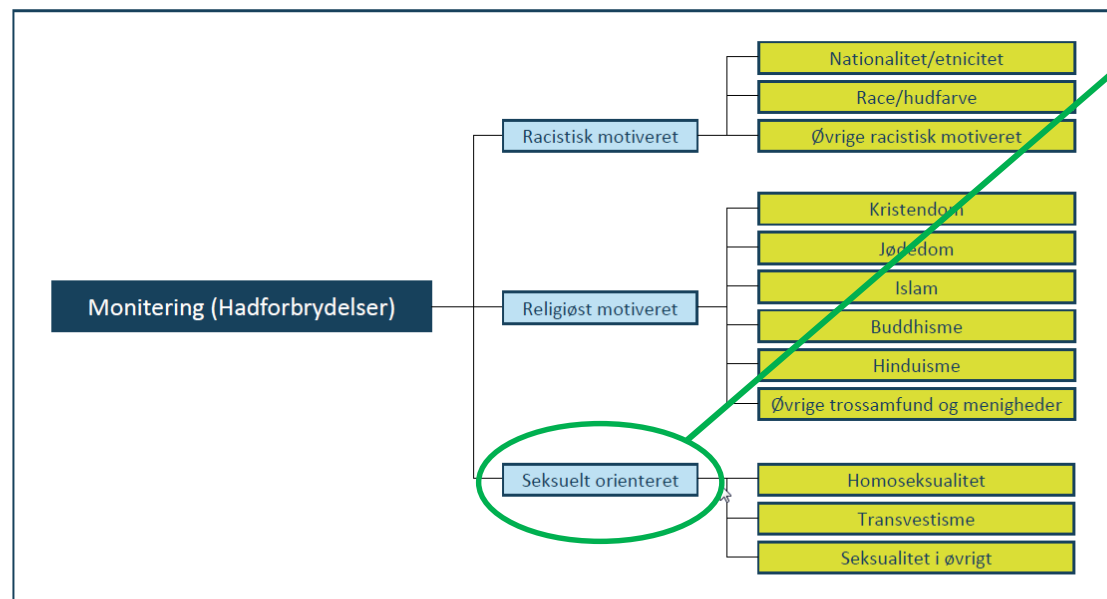 Monitering (Hadforbrydelser)
Racistisk motiveret
Nationalitet/etnicitet
Race/hudfarve
Øvrige racistisk motiveret
Religiøst motiveret
Kristendom
Jødedom
Islam
Buddhisme
Hinduisme
Øvrige trossamfund og menigheder
Seksuelt orienteret
Homoseksualitet
Transvestisme
Seksualitet i øvrigt